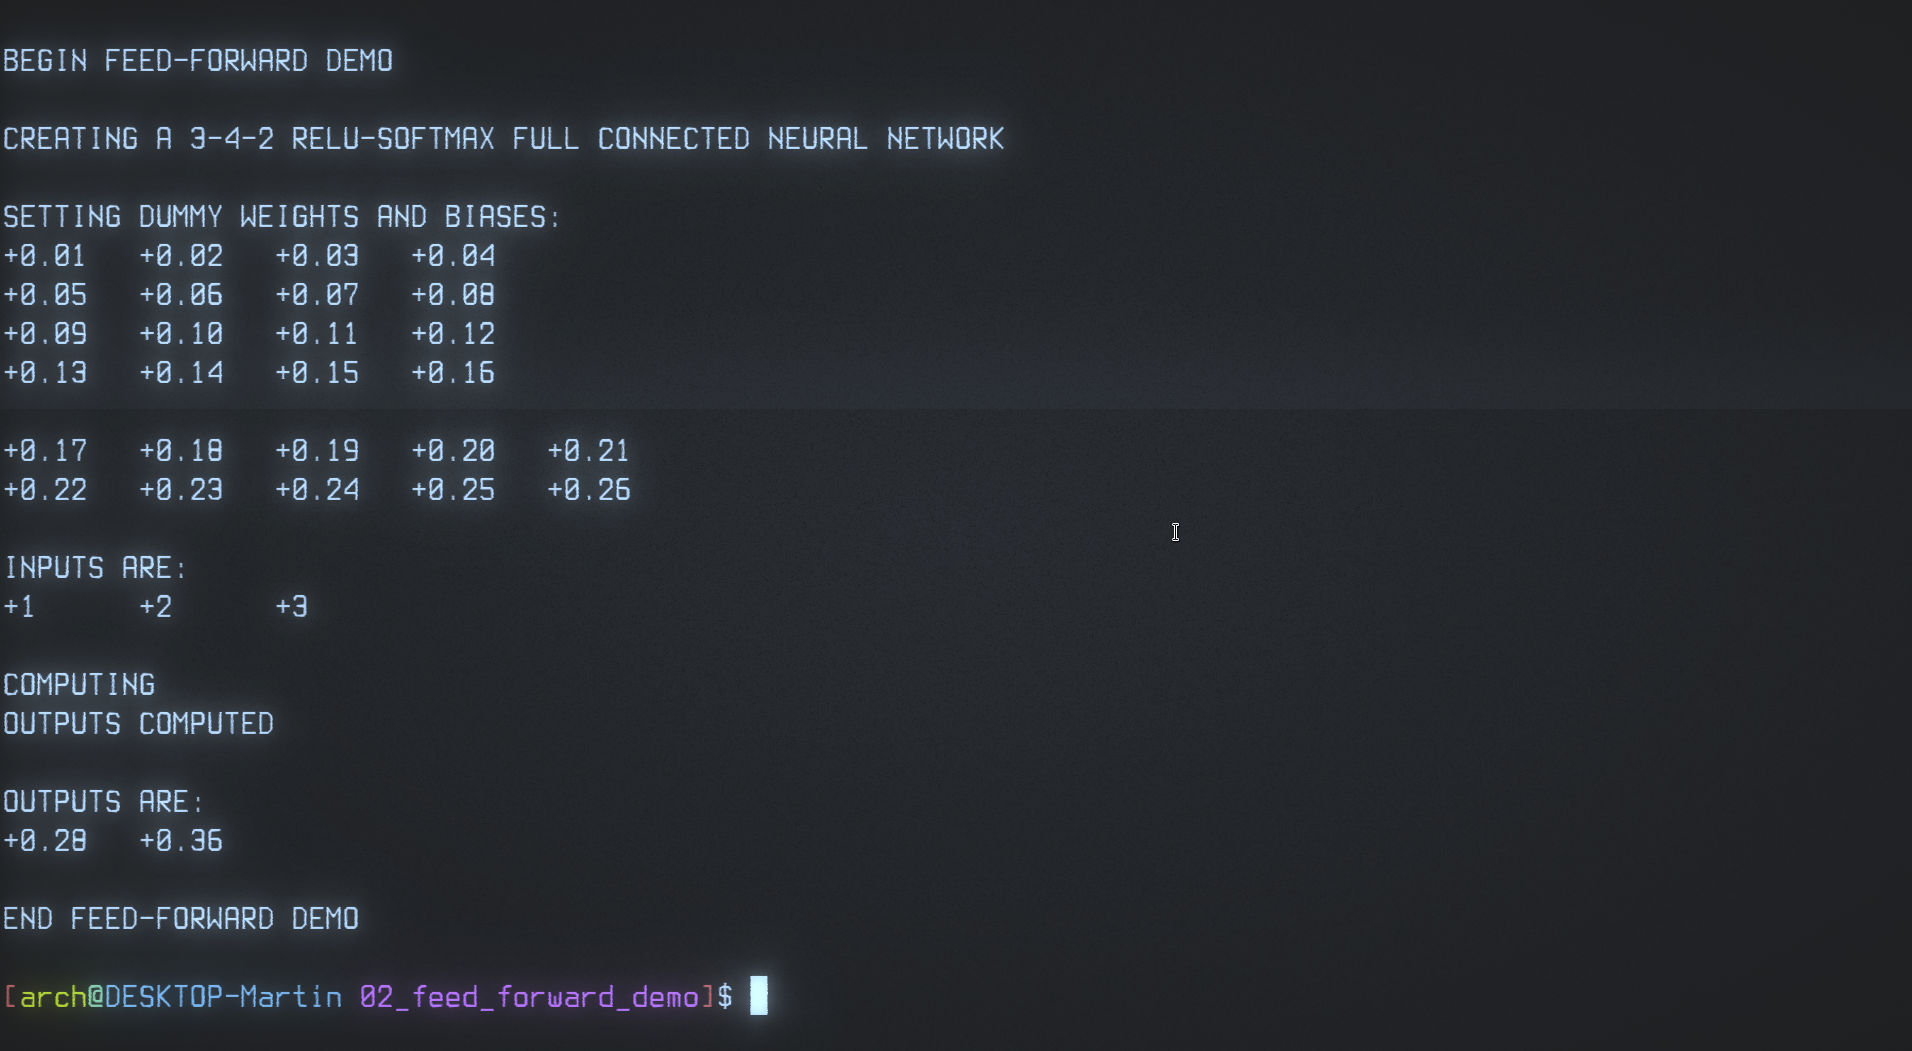 BEGIN FEED-FORWARD DEMO
CREATING A 3-4-2 RELU-SOFTMAX FULL CONNECTED NEURAL NETWORK
SETTING DUMMY WEIGHTS AND BIASES:
+0.01 +0.02 +0.03 +0.04
+0.05 +0.06 +0.07 +0.08
+0.09 +0.10 +0.11 +0.12
+0.13 +0.14 +0.15 +0.16
+0.17 +0.18 +0.19 +0.20 +0.21
+0.22 +0.23 +0.24 +0.25 +0.26
INPUTS ARE:
+1 +2 +3
COMPUTING
OUTPUTS COMPUTED
OUTPUTS ARE:
+0.28 +0.36
END FEED-FORWARD DEMO
[arch@DESKTOP-Martin 02_feed_forward_demo]$